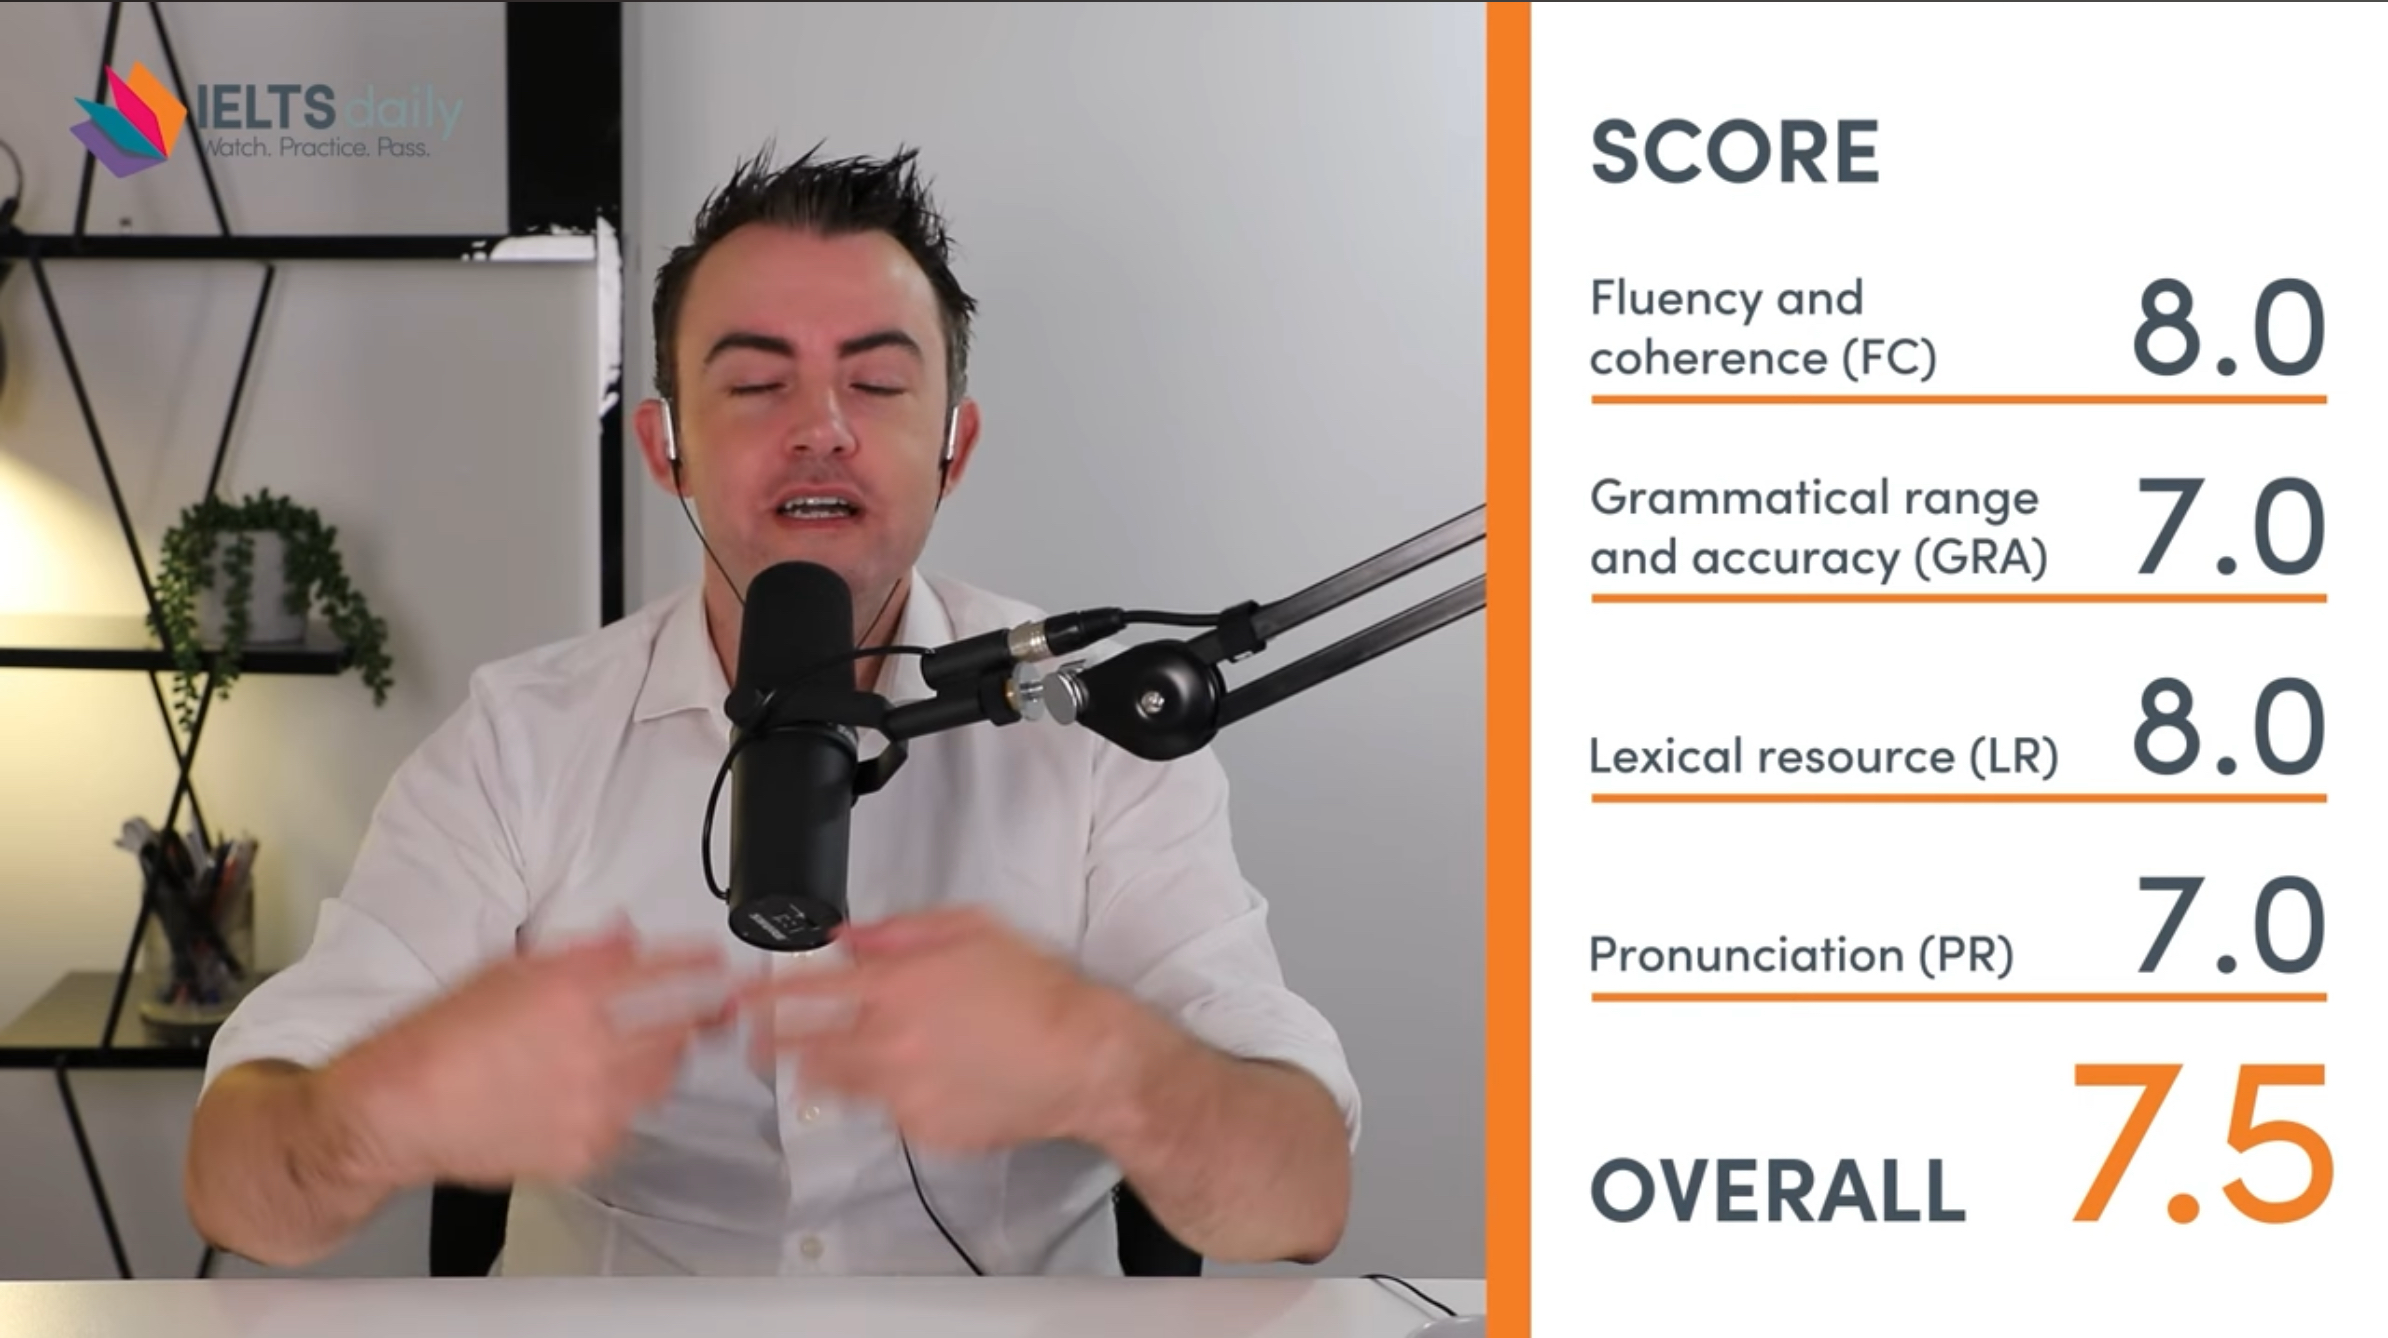 IELTS daily
Watch. Practice. Pass.
SCORE
Fluency and
coherence (FC)
8.0
Grammatical range
and accuracy (GRA)
7.0
Lexical resource (LR)
8.0
Pronunciation (PR)
7.0
OVERALL
7.5